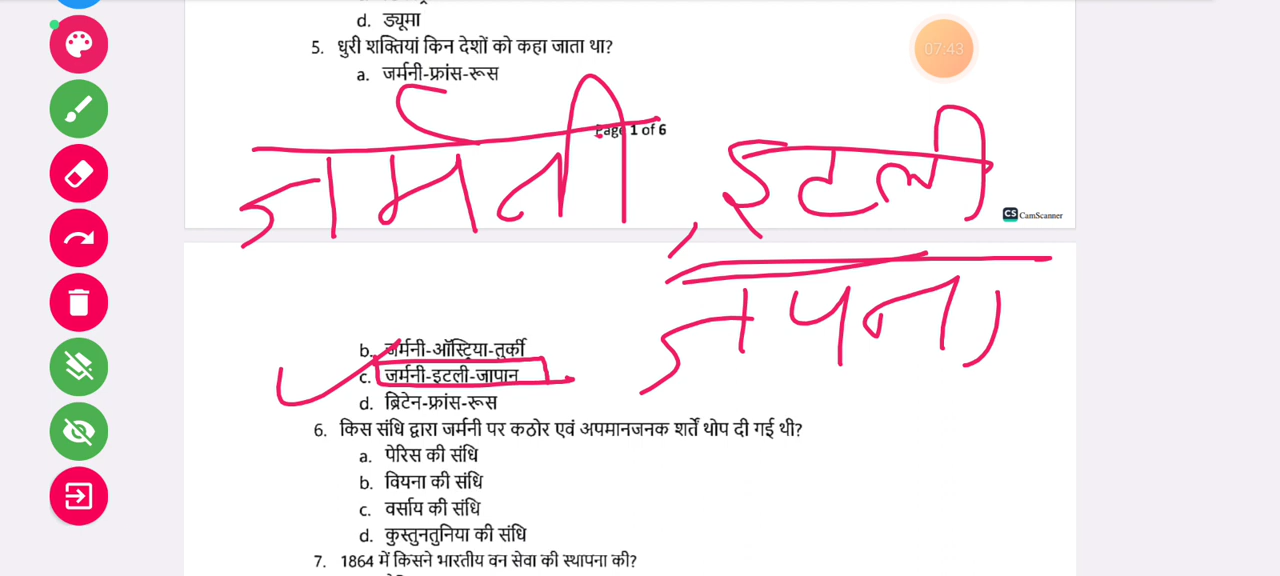 d. ड्यूमा
5. धुरी शक्तियां किन देशों को कहा जाता था?
07:43
a. जर्मनी-फ्रांस-रूस
Page 1 of 6
जर्मनी, इटली
CS CamScanner
b. जर्मनी-ऑस्ट्रिया-तुर्की
c. जर्मनी-इटली-जापान
d. ब्रिटेन-फ्रांस-रूस
6. किस संधि द्वारा जर्मनी पर कठोर एवं अपमानजनक शर्तें थोप दी गई थी?
a. पेरिस की संधि
b. वियना की संधि
c. वर्साय की संधि
d. कुस्तुनतुनिया की संधि
7. 1864 में किसने भारतीय वन सेवा की स्थापना की?